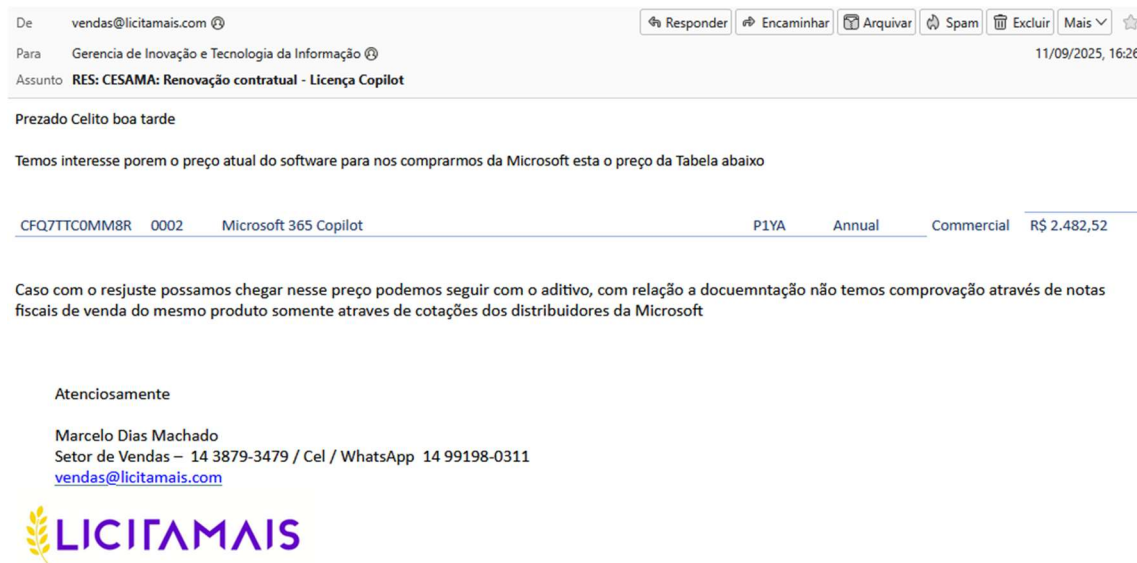 De vendas@licitamais.com
Responder Encaminhar Arquivar Spam Excluir Mais
Para Gerencia de Inovação e Tecnologia da Informação
11/09/2025, 16:26
Assunto RES: CESAMA: Renovação contratual - Licença Copilot
Prezado Celito boa tarde
Temos interesse porem o preço atual do software para nos comprarmos da Microsoft esta o preço da Tabela abaixo
CFQ7TTC0MM8R 0002 Microsoft 365 Copilot P1YA Annual Commercial R$ 2.482,52
Caso com o resjuste possamos chegar nesse preço podemos seguir com o aditivo, com relação a docuemntação não temos comprovação através de notas
fiscais de venda do mesmo produto somente atraves de cotações dos distribuidores da Microsoft
Atenciosamente
Marcelo Dias Machado
Setor de Vendas – 14 3879-3479 / Cel / WhatsApp 14 99198-0311
vendas@licitamais.com
LICITAMAIS